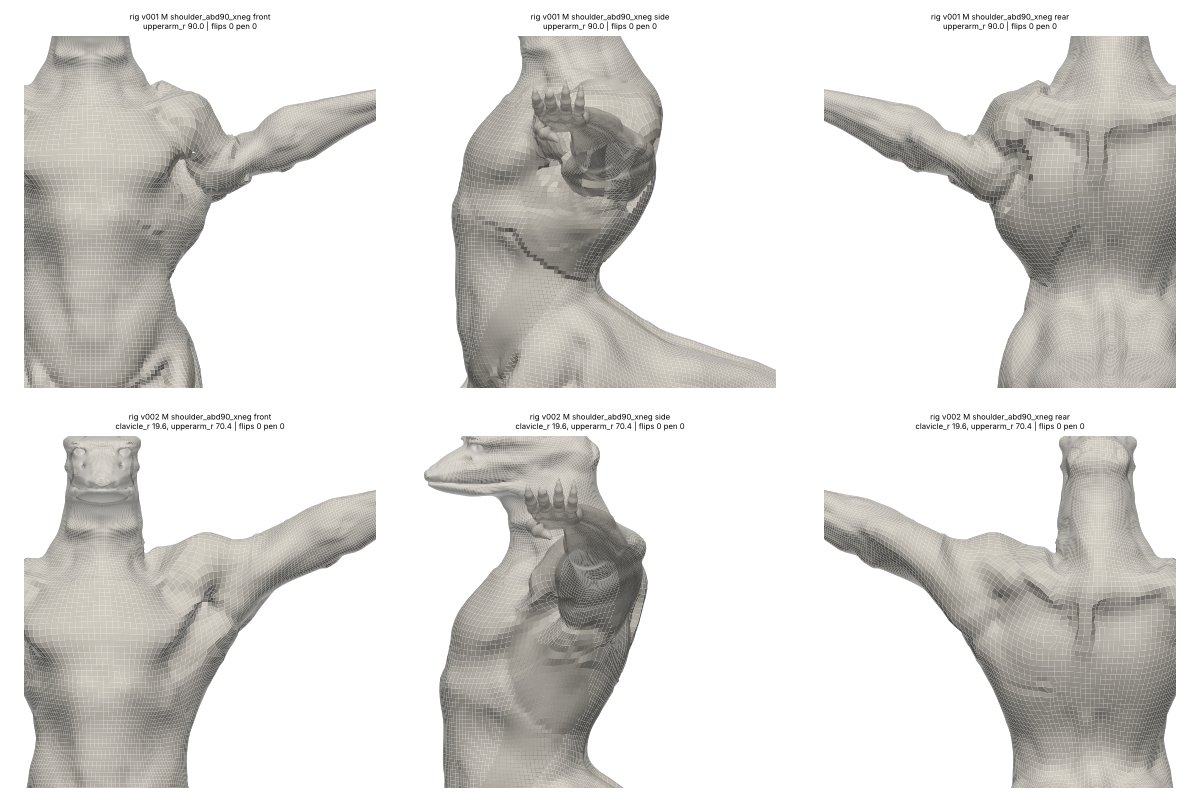 rig v001 M shoulder_abd90_xneg front
upperarm_r 90.0 | flips 0 pen 0
rig v001 M shoulder_abd90_xneg side
upperarm_r 90.0 | flips 0 pen 0
rig v001 M shoulder_abd90_xneg rear
upperarm_r 90.0 | flips 0 pen 0
rig v002 M shoulder_abd90_xneg front
clavicle_r 19.6, upperarm_r 70.4 | flips 0 pen 0
rig v002 M shoulder_abd90_xneg side
clavicle_r 19.6, upperarm_r 70.4 | flips 0 pen 0
rig v002 M shoulder_abd90_xneg rear
clavicle_r 19.6, upperarm_r 70.4 | flips 0 pen 0